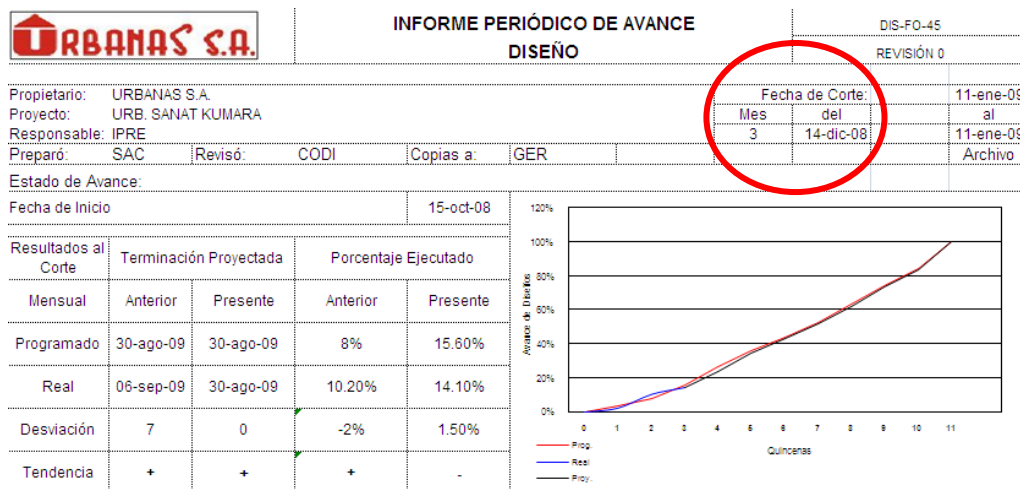 URBANAS S.A.
INFORME PERIÓDICO DE AVANCE
DISEÑO
DIS-FO-45
REVISIÓN 0
Propietario: URBANAS S.A. Fecha de Corte: 11-ene-09
Proyecto: URB. SANAT KUMARA Mes del al
Responsable: IPRE 3 14-dic-08 11-ene-09
Preparó: SAC Revisó: CODI Copias a: GER Archivo
Estado de Avance:
Fecha de Inicio 15-oct-08
Resultados al Corte Terminación Proyectada Porcentaje Ejecutado
Mensual Anterior Presente Anterior Presente
Programado 30-ago-09 30-ago-09 8% 15.60%
Real 06-sep-09 30-ago-09 10.20% 14.10%
Desviación 7 0 -2% 1.50%
Tendencia + + + -
Avance de Diseños
120%
100%
80%
60%
40%
20%
0%
0 1 2 3 4 5 6 7 8 9 10 11
Quincenas
Prog.
Real
Proy.